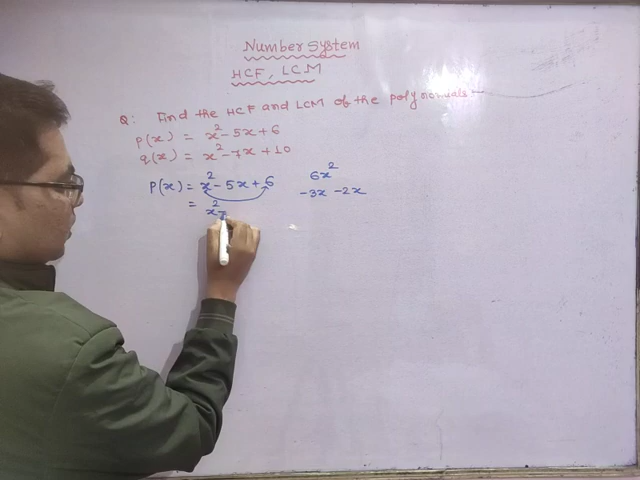 Number System
HCF, LCM
Q: Find the HCF and LCM of the polynomials-
p(x) = x² - 5x + 6
q(x) = x² - 7x + 10
p(x) = x² - 5x + 6
6x²
-3x -2x
= x² -